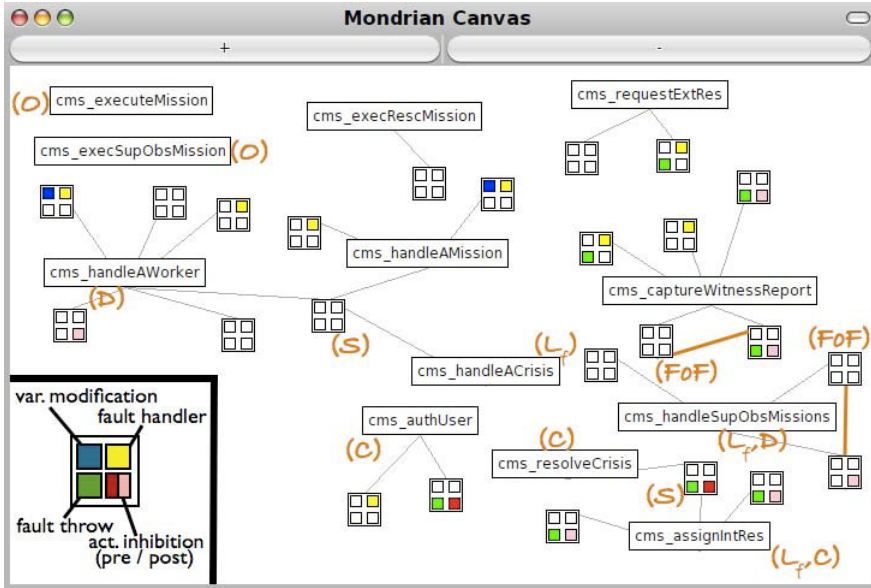 Mondrian Canvas
+ -
cms_requestExtRes
(O) cms_executeMission
cms_execRescMission
cms_execSupObsMission (O)
cms_handleAMission
cms_handleAWorker
(D)
cms_captureWitnessReport
(S)
(Lf)
(FoF)
(FoF)
cms_handleACrisis
var. modification
fault handler
cms_authUser
cms_handleSupObsMissions
(C)
(C)
(Lf,D)
cms_resolveCrisis
(S)
fault throw
act. inhibition
(pre / post)
cms_assignIntRes
(Lf,C)